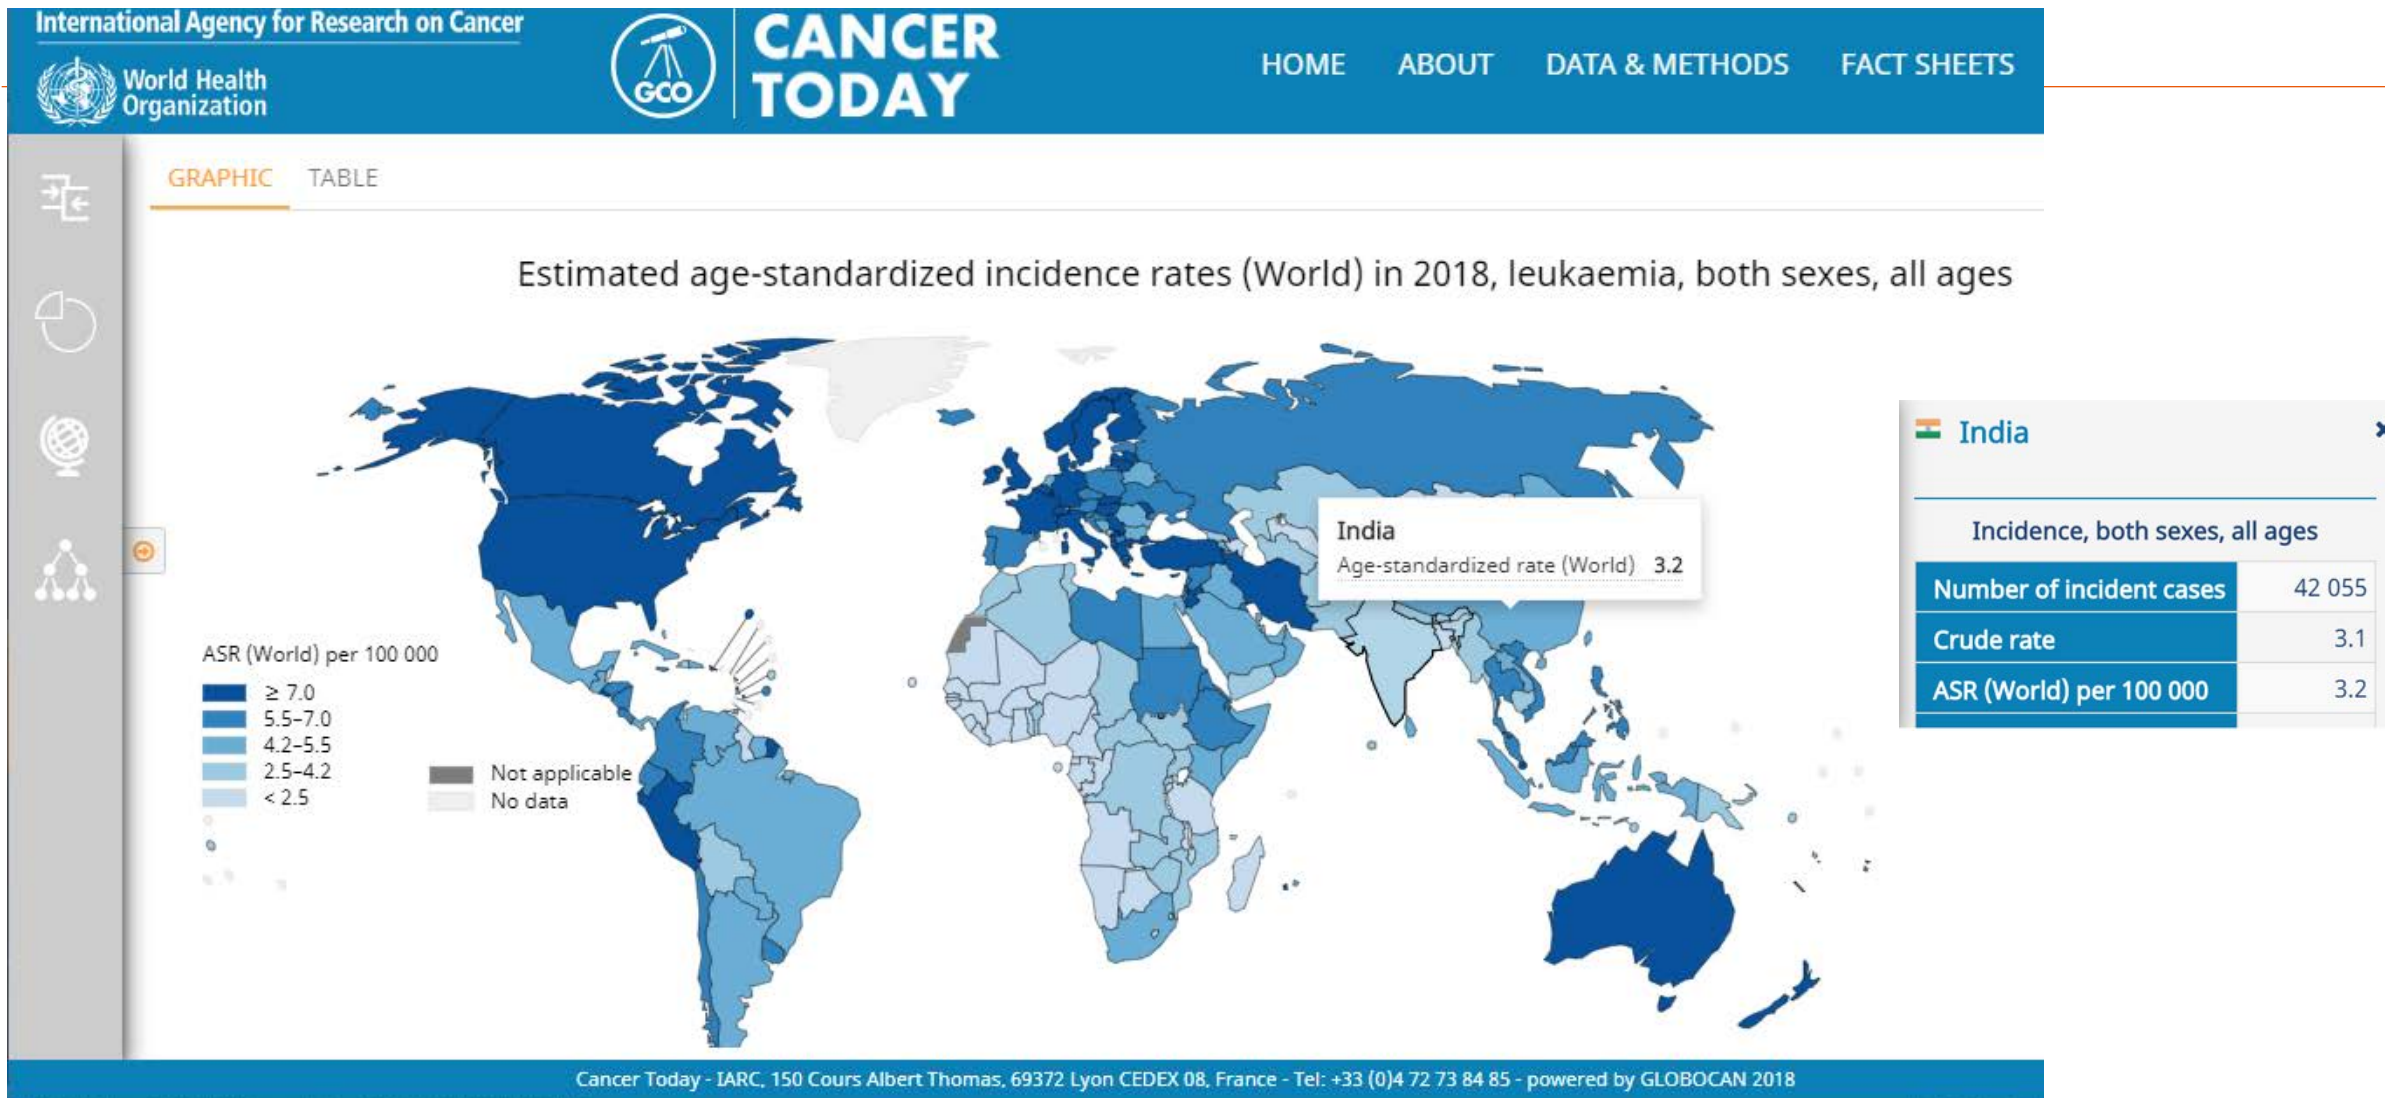 International Agency for Research on Cancer
World Health
Organization
GCO
CANCER
TODAY
HOME ABOUT DATA & METHODS FACT SHEETS
GRAPHIC TABLE
Estimated age-standardized incidence rates (World) in 2018, leukaemia, both sexes, all ages
India
Age-standardized rate (World) 3.2
ASR (World) per 100 000
≥ 7.0
5.5–7.0
4.2–5.5
2.5–4.2
< 2.5
Not applicable
No data
India
Incidence, both sexes, all ages
Number of incident cases 42 055
Crude rate 3.1
ASR (World) per 100 000 3.2
Cancer Today - IARC, 150 Cours Albert Thomas, 69372 Lyon CEDEX 08, France - Tel: +33 (0)4 72 73 84 85 - powered by GLOBOCAN 2018